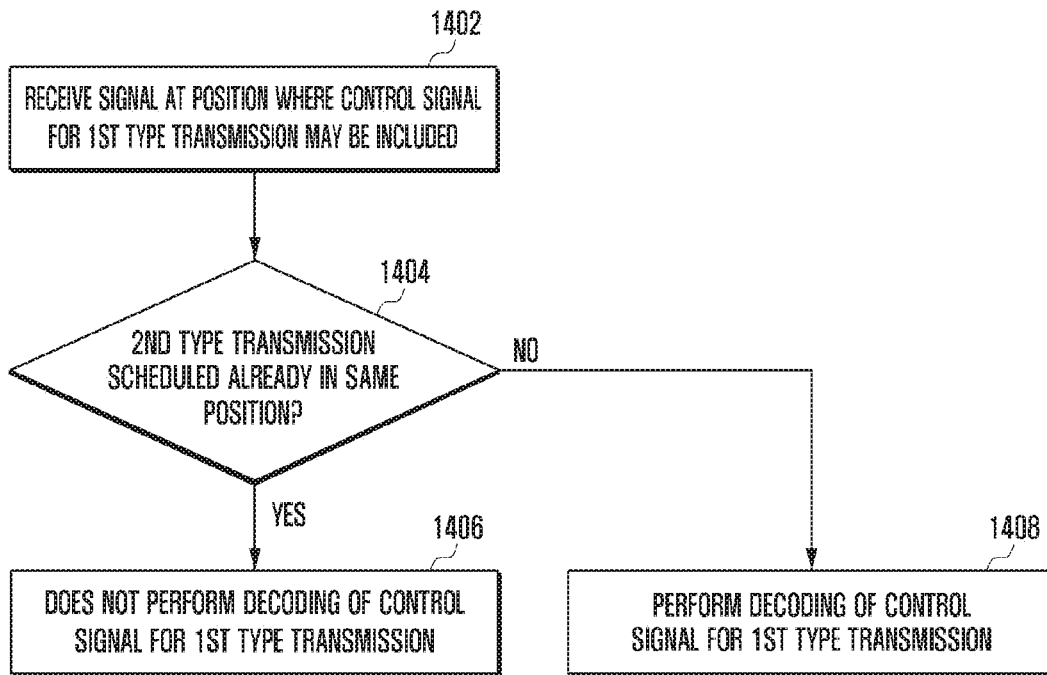 1402
RECEIVE SIGNAL AT POSITION WHERE CONTROL SIGNAL
FOR 1ST TYPE TRANSMISSION MAY BE INCLUDED
1404
2ND TYPE TRANSMISSION
SCHEDULED ALREADY IN SAME
POSITION?
NO
YES
1406
DOES NOT PERFORM DECODING OF CONTROL
SIGNAL FOR 1ST TYPE TRANSMISSION
1408
PERFORM DECODING OF CONTROL
SIGNAL FOR 1ST TYPE TRANSMISSION